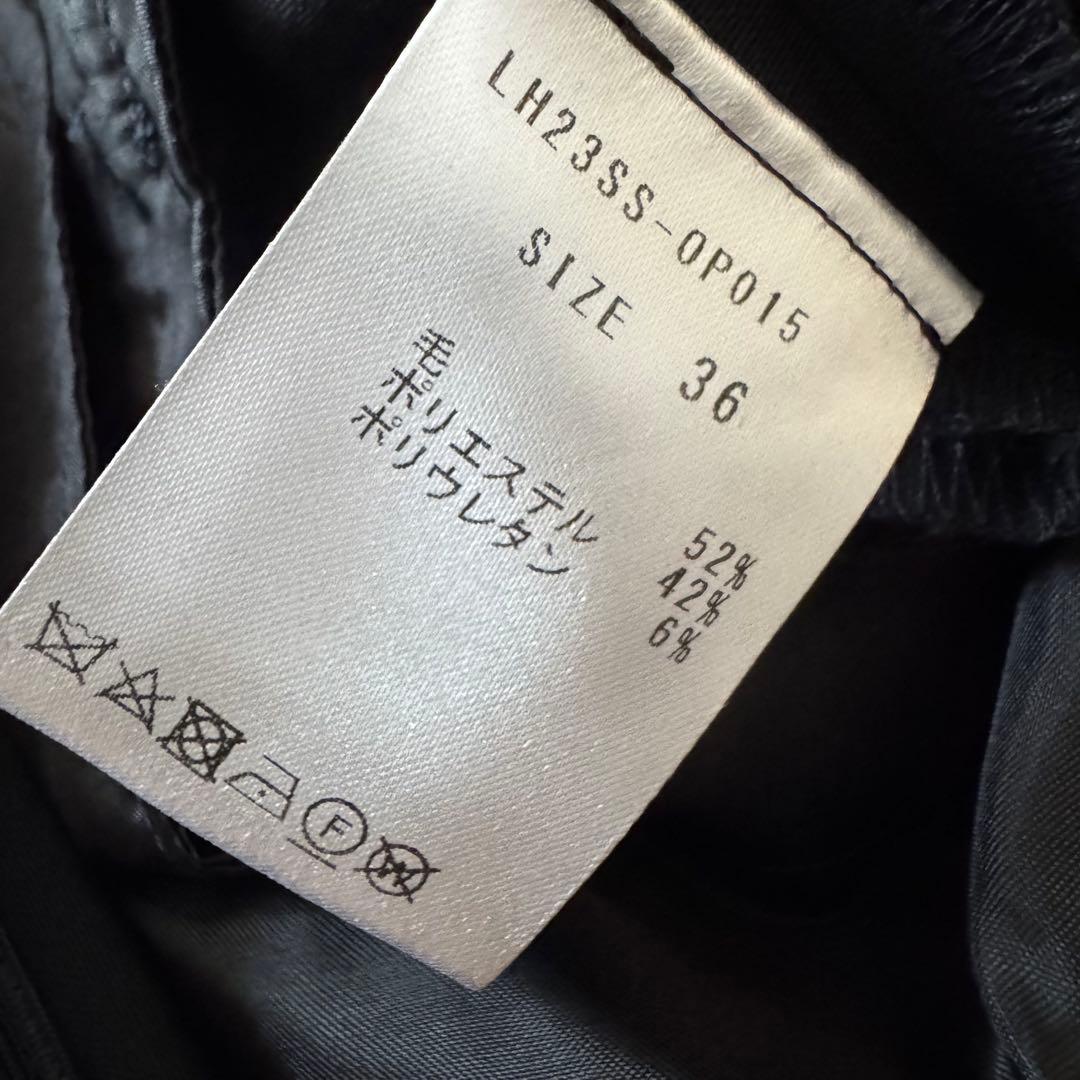 LH23SS-OP015
SIZE 36
毛 52%
ポリエステル 42%
ポリウレタン 6%
F
W